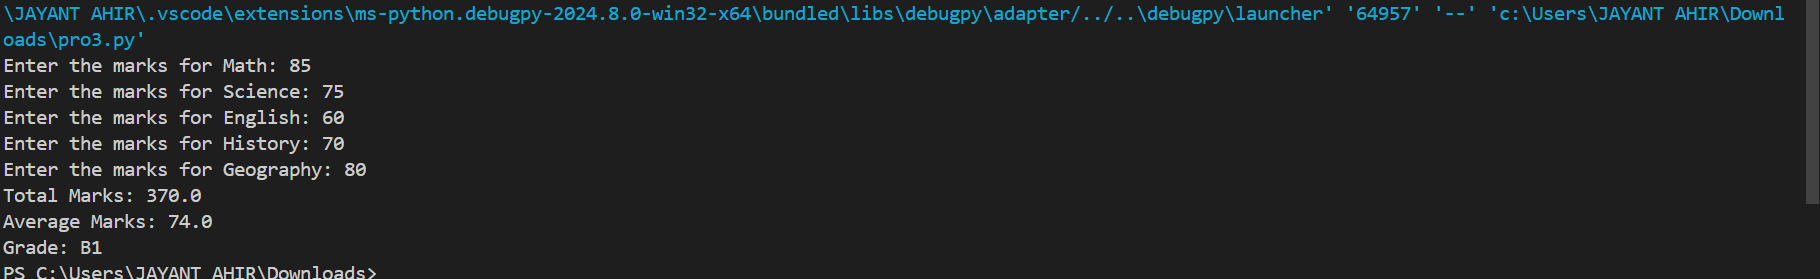 \JAYANT AHIR\.vscode\extensions\ms-python.debugpy-2024.8.0-win32-x64\bundled\libs\debugpy\adapter/../..\debugpy\launcher' '64957' '--' 'c:\Users\JAYANT AHIR\Downl
oads\pro3.py'
Enter the marks for Math: 85
Enter the marks for Science: 75
Enter the marks for English: 60
Enter the marks for History: 70
Enter the marks for Geography: 80
Total Marks: 370.0
Average Marks: 74.0
Grade: B1
PS C:\Users\JAYANT AHIR\Downloads>